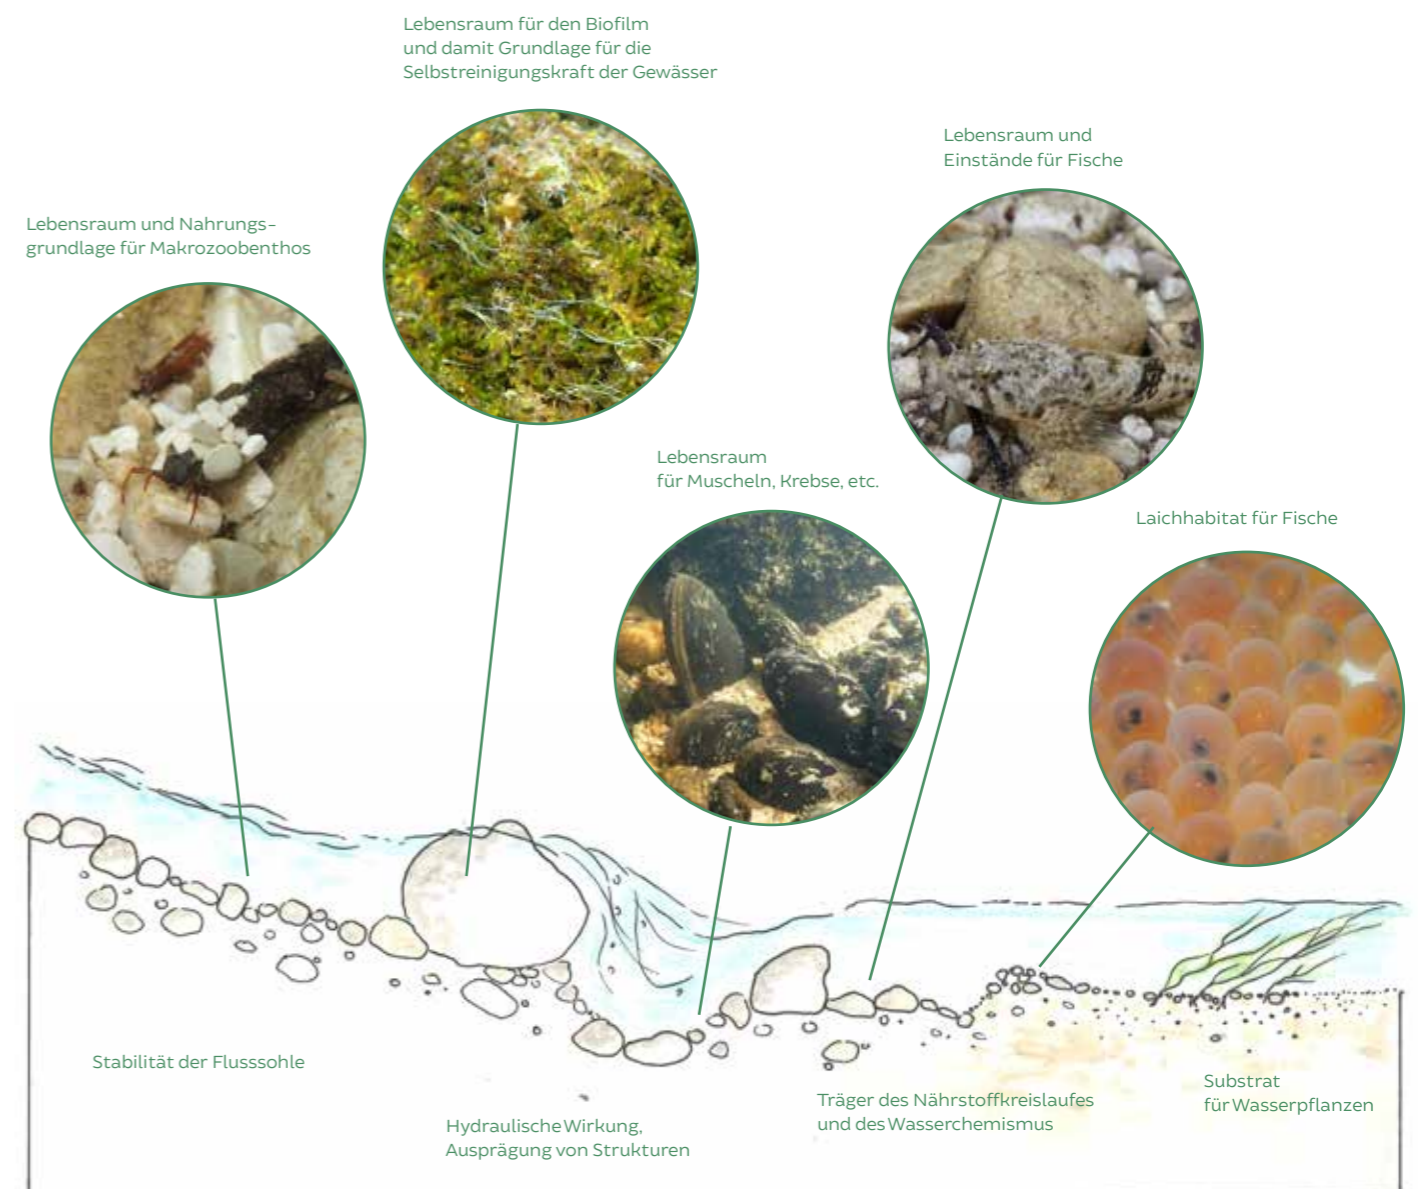 Lebensraum für den Biofilm
und damit Grundlage für die
Selbstreinigungskraft der Gewässer
Lebensraum und
Einstände für Fische
Lebensraum und Nahrungs-
grundlage für Makrozoobenthos
Lebensraum
für Muscheln, Krebse, etc.
Laichhabitat für Fische
Stabilität der Flusssohle
Hydraulische Wirkung,
Ausprägung von Strukturen
Träger des Nährstoffkreislaufes
und des Wasserchemismus
Substrat
für Wasserpflanzen